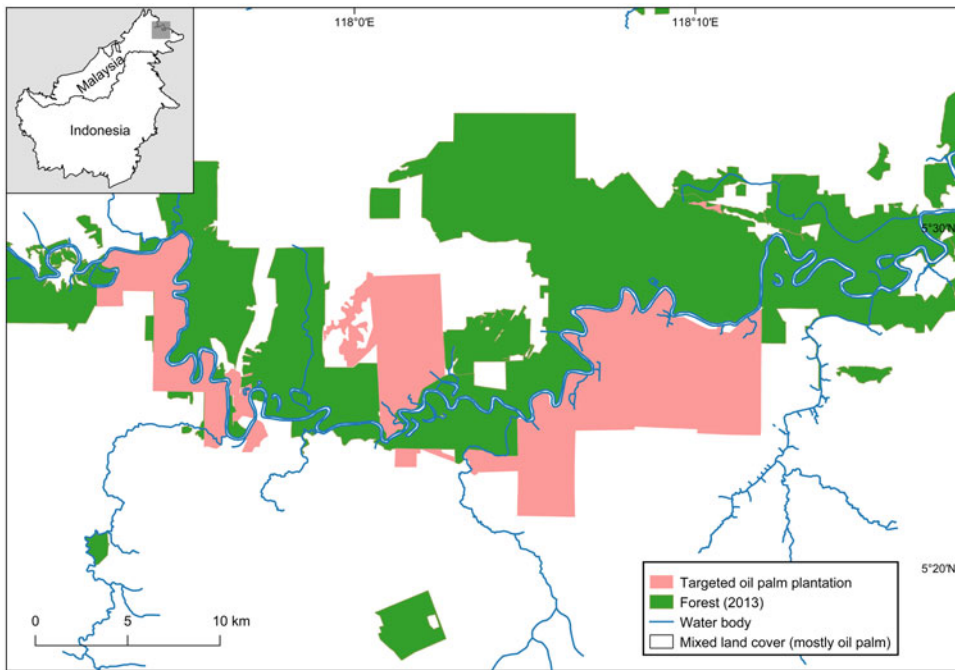 118°0'E
118°10'E
Malaysia
Indonesia
5°30'N
5°20'N
0
5
10 km
Targeted oil palm plantation
Forest (2013)
Water body
Mixed land cover (mostly oil palm)